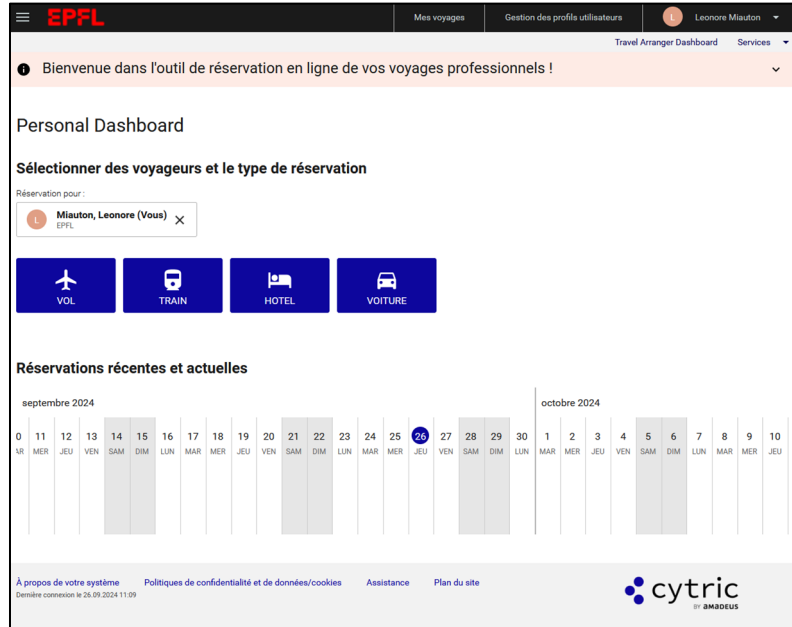 EPFL Mes voyages Gestion des profils utilisateurs L Leonore Miauton
Travel Arranger Dashboard Services
Bienvenue dans l'outil de réservation en ligne de vos voyages professionnels !
Personal Dashboard
Sélectionner des voyageurs et le type de réservation
Réservation pour :
L Miauton, Leonore (Vous)
EPFL
VOL TRAIN HOTEL VOITURE
Réservations récentes et actuelles
septembre 2024 octobre 2024
0 11 12 13 14 15 16 17 18 19 20 21 22 23 24 25 26 27 28 29 30 1 2 3 4 5 6 7 8 9 10
AR MER JEU VEN SAM DIM LUN MAR MER JEU VEN SAM DIM LUN MAR MER JEU VEN SAM DIM LUN MAR MER JEU VEN SAM DIM LUN MAR MER JEU
À propos de votre système Politiques de confidentialité et de données/cookies Assistance Plan du site
Dernière connexion le 26.09.2024 11:09
cytric
BY AMADEUS